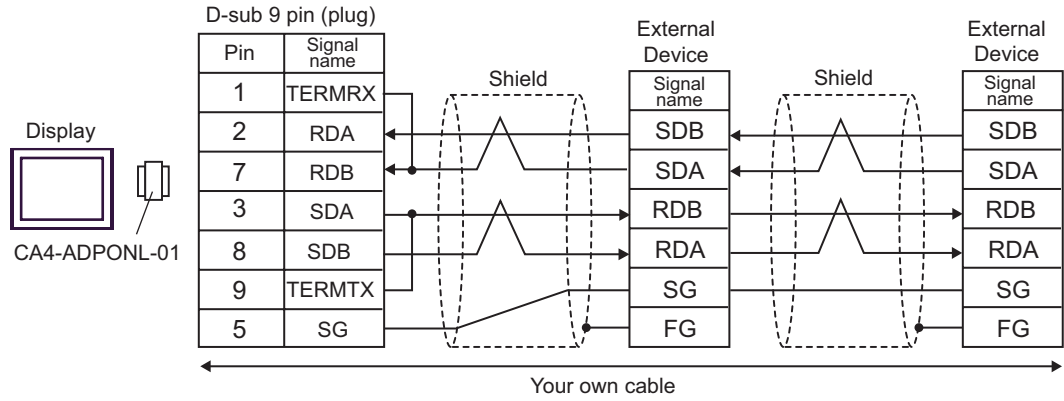 D-sub 9 pin (plug)
Pin
Signal
name
1
TERMRX
2
RDA
7
RDB
3
SDA
8
SDB
9
TERMTX
5
SG
Display
CA4-ADPONL-01
Shield
External
Device
Signal
name
SDB
SDA
RDB
RDA
SG
FG
Shield
External
Device
Signal
name
SDB
SDA
RDB
RDA
SG
FG
Your own cable